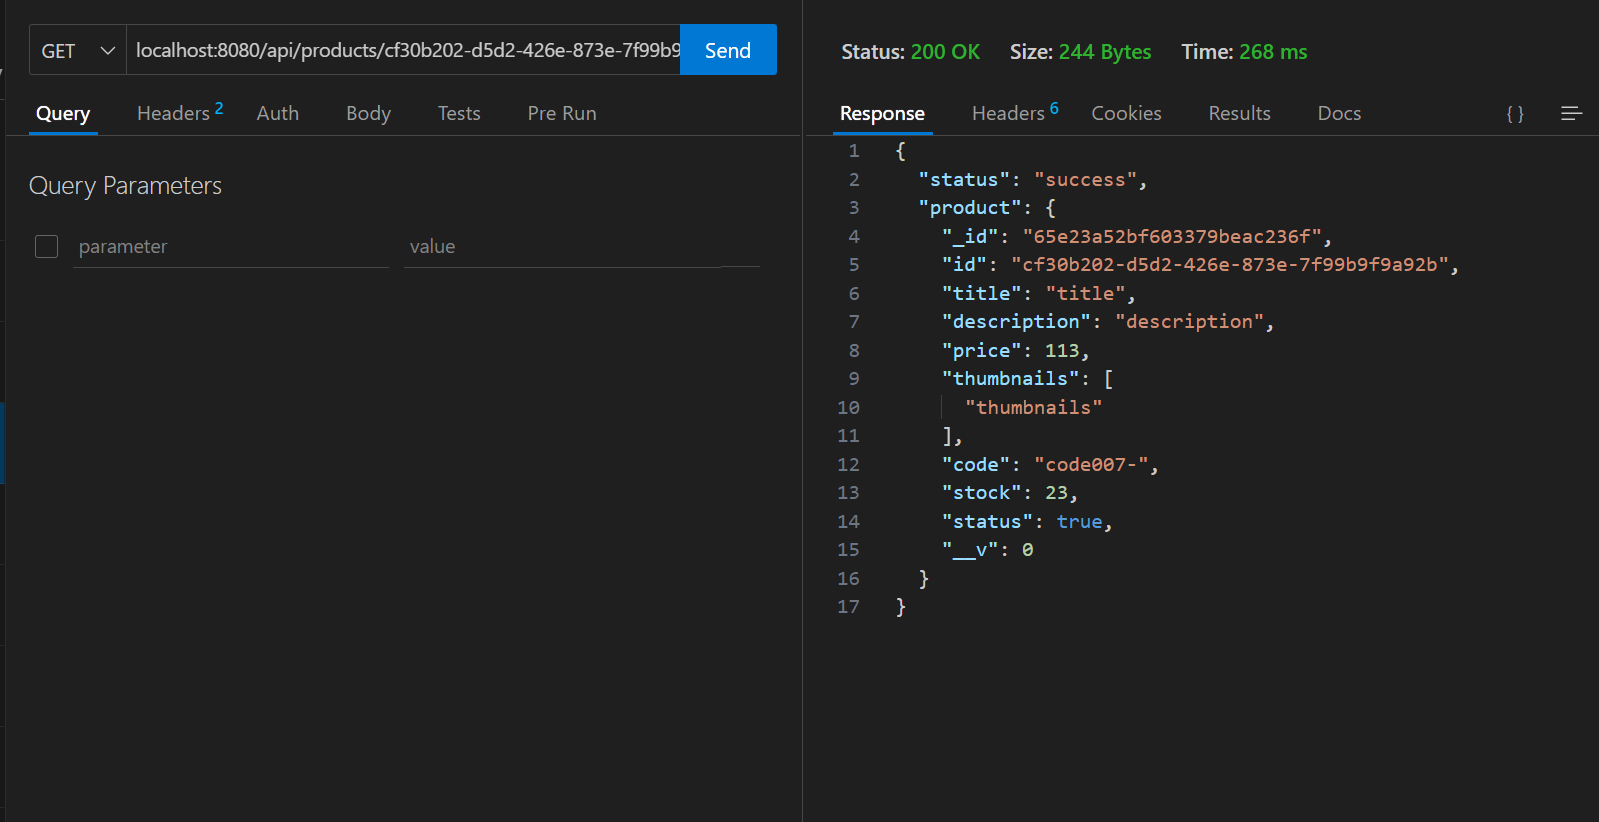 GET localhost:8080/api/products/cf30b202-d5d2-426e-873e-7f99b9 Send
Query Headers 2 Auth Body Tests Pre Run
Query Parameters
parameter value
Status: 200 OK Size: 244 Bytes Time: 268 ms
Response Headers 6 Cookies Results Docs { }
1 {
2 "status": "success",
3 "product": {
4 "_id": "65e23a52bf603379beac236f",
5 "id": "cf30b202-d5d2-426e-873e-7f99b9f9a92b",
6 "title": "title",
7 "description": "description",
8 "price": 113,
9 "thumbnails": [
10 "thumbnails"
11 ],
12 "code": "code007-",
13 "stock": 23,
14 "status": true,
15 "__v": 0
16 }
17 }